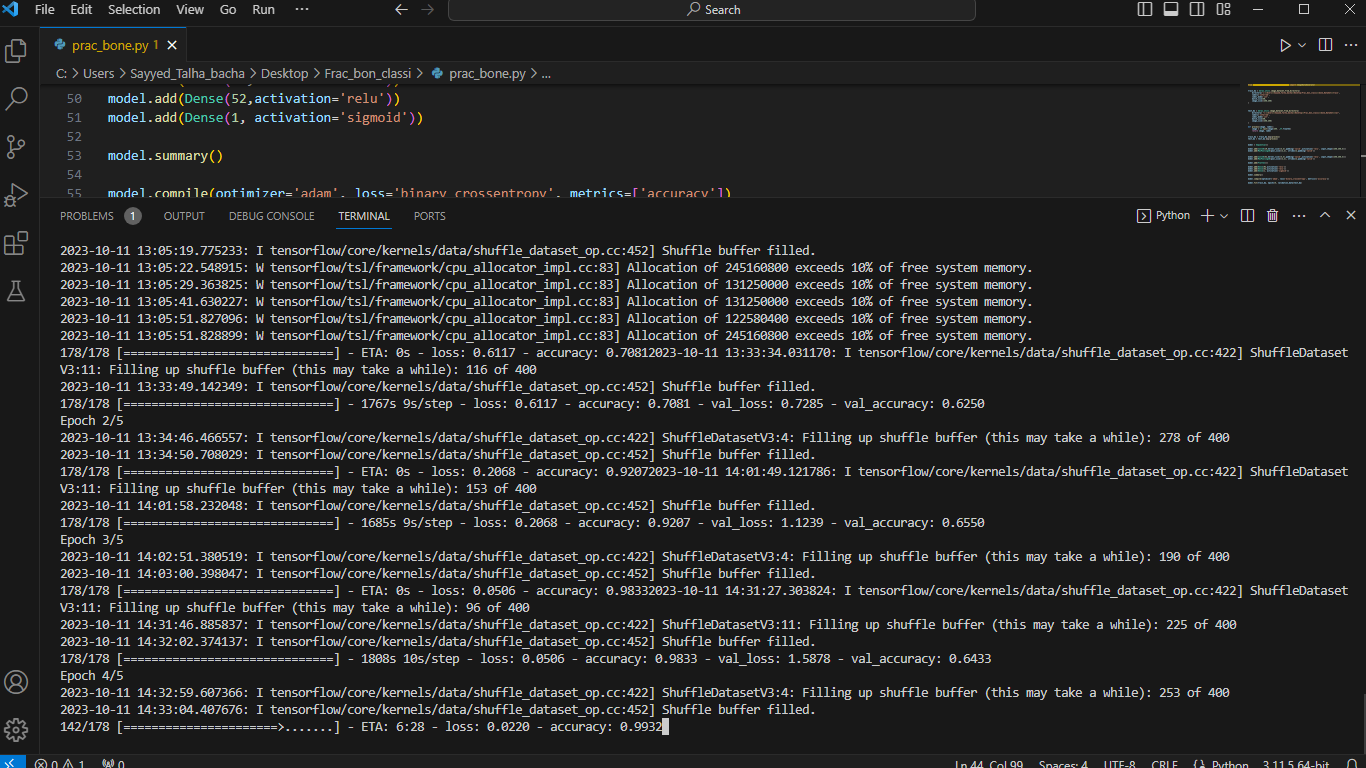 File Edit Selection View Go Run ··· Search
prac_bone.py 1
C: > Users > Sayyed_Talha_bacha > Desktop > Frac_bon_classi > prac_bone.py > ...
50 model.add(Dense(52,activation='relu'))
51 model.add(Dense(1, activation='sigmoid'))
52
53 model.summary()
54
55 model.compile(optimizer='adam', loss='binary_crossentropy', metrics=['accuracy'])
PROBLEMS 1 OUTPUT DEBUG CONSOLE TERMINAL PORTS Python
2023-10-11 13:05:19.775233: I tensorflow/core/kernels/data/shuffle_dataset_op.cc:452] Shuffle buffer filled.
2023-10-11 13:05:22.548915: W tensorflow/tsl/framework/cpu_allocator_impl.cc:83] Allocation of 245160800 exceeds 10% of free system memory.
2023-10-11 13:05:29.363825: W tensorflow/tsl/framework/cpu_allocator_impl.cc:83] Allocation of 131250000 exceeds 10% of free system memory.
2023-10-11 13:05:41.630227: W tensorflow/tsl/framework/cpu_allocator_impl.cc:83] Allocation of 131250000 exceeds 10% of free system memory.
2023-10-11 13:05:51.827096: W tensorflow/tsl/framework/cpu_allocator_impl.cc:83] Allocation of 122580400 exceeds 10% of free system memory.
2023-10-11 13:05:51.828899: W tensorflow/tsl/framework/cpu_allocator_impl.cc:83] Allocation of 245160800 exceeds 10% of free system memory.
178/178 [==============================] - ETA: 0s - loss: 0.6117 - accuracy: 0.70812023-10-11 13:33:34.031170: I tensorflow/core/kernels/data/shuffle_dataset_op.cc:422] ShuffleDataset
V3:11: Filling up shuffle buffer (this may take a while): 116 of 400
2023-10-11 13:33:49.142349: I tensorflow/core/kernels/data/shuffle_dataset_op.cc:452] Shuffle buffer filled.
178/178 [==============================] - 1767s 9s/step - loss: 0.6117 - accuracy: 0.7081 - val_loss: 0.7285 - val_accuracy: 0.6250
Epoch 2/5
2023-10-11 13:34:46.466557: I tensorflow/core/kernels/data/shuffle_dataset_op.cc:422] ShuffleDatasetV3:4: Filling up shuffle buffer (this may take a while): 278 of 400
2023-10-11 13:34:50.708029: I tensorflow/core/kernels/data/shuffle_dataset_op.cc:452] Shuffle buffer filled.
178/178 [==============================] - ETA: 0s - loss: 0.2068 - accuracy: 0.92072023-10-11 14:01:49.121786: I tensorflow/core/kernels/data/shuffle_dataset_op.cc:422] ShuffleDataset
V3:11: Filling up shuffle buffer (this may take a while): 153 of 400
2023-10-11 14:01:58.232048: I tensorflow/core/kernels/data/shuffle_dataset_op.cc:452] Shuffle buffer filled.
178/178 [==============================] - 1685s 9s/step - loss: 0.2068 - accuracy: 0.9207 - val_loss: 1.1239 - val_accuracy: 0.6550
Epoch 3/5
2023-10-11 14:02:51.380519: I tensorflow/core/kernels/data/shuffle_dataset_op.cc:422] ShuffleDatasetV3:4: Filling up shuffle buffer (this may take a while): 190 of 400
2023-10-11 14:03:00.398047: I tensorflow/core/kernels/data/shuffle_dataset_op.cc:452] Shuffle buffer filled.
178/178 [==============================] - ETA: 0s - loss: 0.0506 - accuracy: 0.98332023-10-11 14:31:27.303824: I tensorflow/core/kernels/data/shuffle_dataset_op.cc:422] ShuffleDataset
V3:11: Filling up shuffle buffer (this may take a while): 96 of 400
2023-10-11 14:31:46.885837: I tensorflow/core/kernels/data/shuffle_dataset_op.cc:422] ShuffleDatasetV3:11: Filling up shuffle buffer (this may take a while): 225 of 400
2023-10-11 14:32:02.374137: I tensorflow/core/kernels/data/shuffle_dataset_op.cc:452] Shuffle buffer filled.
178/178 [==============================] - 1808s 10s/step - loss: 0.0506 - accuracy: 0.9833 - val_loss: 1.5878 - val_accuracy: 0.6433
Epoch 4/5
2023-10-11 14:32:59.607366: I tensorflow/core/kernels/data/shuffle_dataset_op.cc:422] ShuffleDatasetV3:4: Filling up shuffle buffer (this may take a while): 253 of 400
2023-10-11 14:33:04.407676: I tensorflow/core/kernels/data/shuffle_dataset_op.cc:452] Shuffle buffer filled.
142/178 [======================>.......] - ETA: 6:28 - loss: 0.0220 - accuracy: 0.9932
0 1 0 Ln 44, Col 99 Spaces: 4 UTF-8 CRLF Python 3.11.5 64-bit